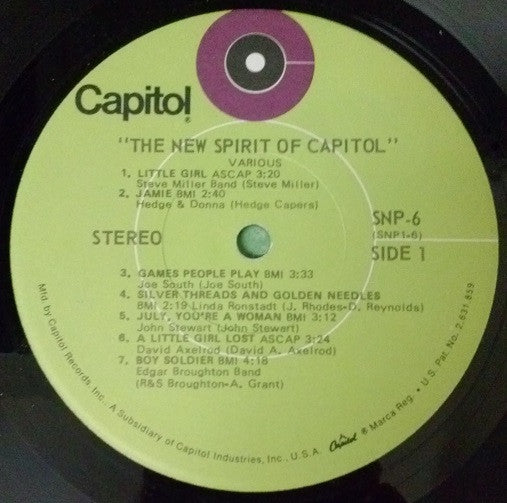 Capitol
®
"THE NEW SPIRIT OF CAPITOL"
VARIOUS
1. LITTLE GIRL ASCAP 3:20
Steve Miller Band (Steve Miller)
2. JAMIE BMI 2:40
Hedge & Donna (Hedge Capers)
STEREO
SNP-6
(SNP1-6)
SIDE 1
3. GAMES PEOPLE PLAY BMI 3:33
Joe South (Joe South)
4. SILVER THREADS AND GOLDEN NEEDLES
BMI 2:19 Linda Ronstadt (J. Rhodes-D. Reynolds)
5. JULY, YOU'RE A WOMAN BMI 3:12
John Stewart (John Stewart)
6. A LITTLE GIRL LOST ASCAP 3:24
David Axelrod (David A. Axelrod)
7. BOY SOLDIER BMI 4:18
Edgar Broughton Band
(R&S Broughton-A. Grant)
Mfd. by Capitol Records, Inc., A Subsidiary of Capitol Industries, Inc., U.S.A. Capitol ® Marca Reg. • U.S. Pat. No. 2,631,859